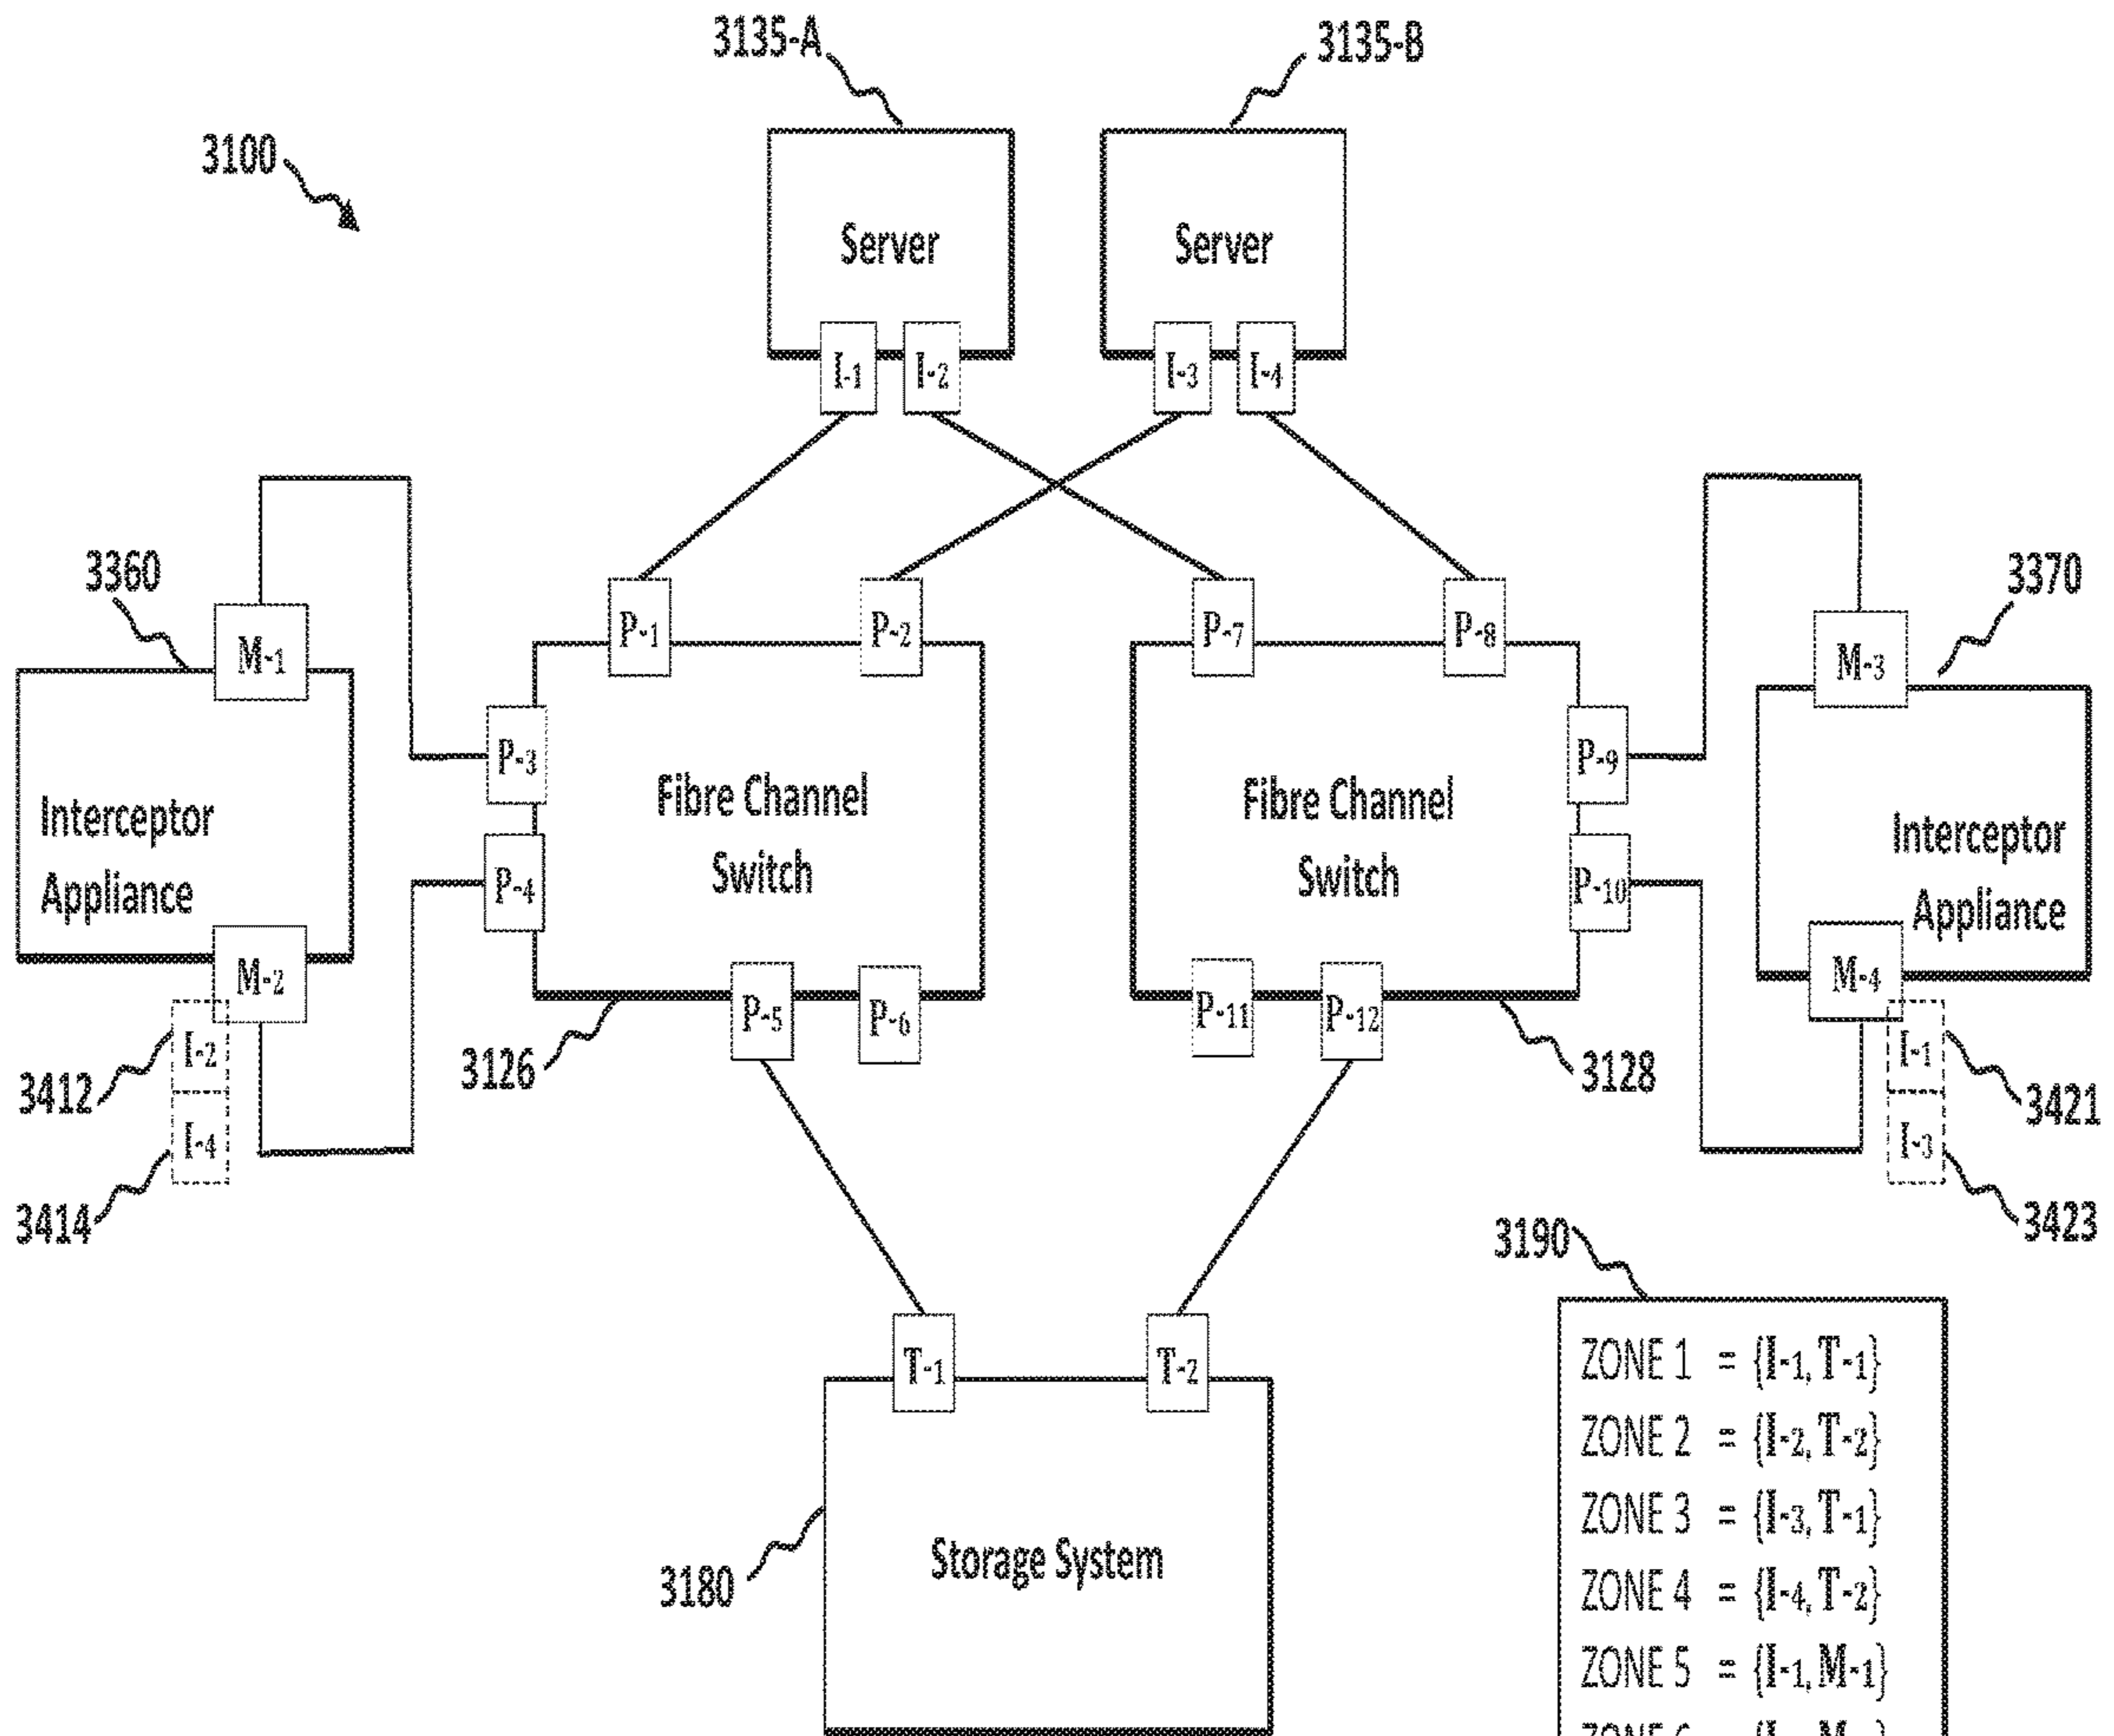 3135-A
3135-B
3100
Server
Server
I-1
I-2
I-3
I-4
3360
3370
M-1
P-1
P-2
P-7
P-8
M-3
P-3
P-9
Interceptor
Appliance
Fibre Channel
Switch
Fibre Channel
Switch
Interceptor
Appliance
P-4
P-10
M-2
M-4
P-5
P-6
P-11
P-12
I-2
I-1
3412
3126
3128
3421
I-4
I-3
3414
3423
3190
T-1
T-2
Storage System
3180
ZONE 1 = {I-1, T-1}
ZONE 2 = {I-2, T-2}
ZONE 3 = {I-3, T-1}
ZONE 4 = {I-4, T-2}
ZONE 5 = {I-1, M-1}